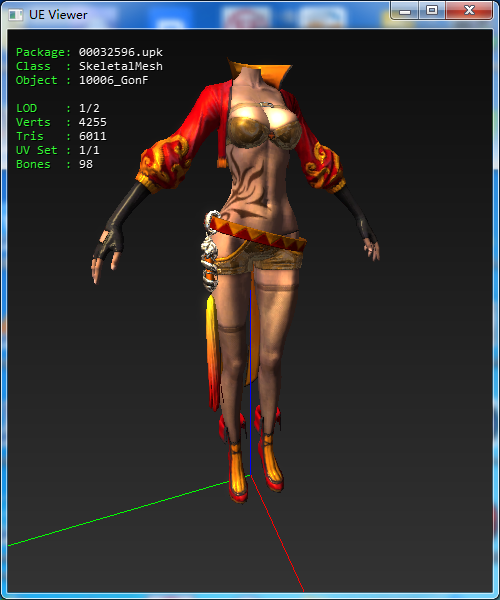 UE Viewer
Package: 00032596.upk
Class : SkeletalMesh
Object : 10006_GonF
LOD : 1/2
Verts : 4255
Tris : 6011
UV Set : 1/1
Bones : 98